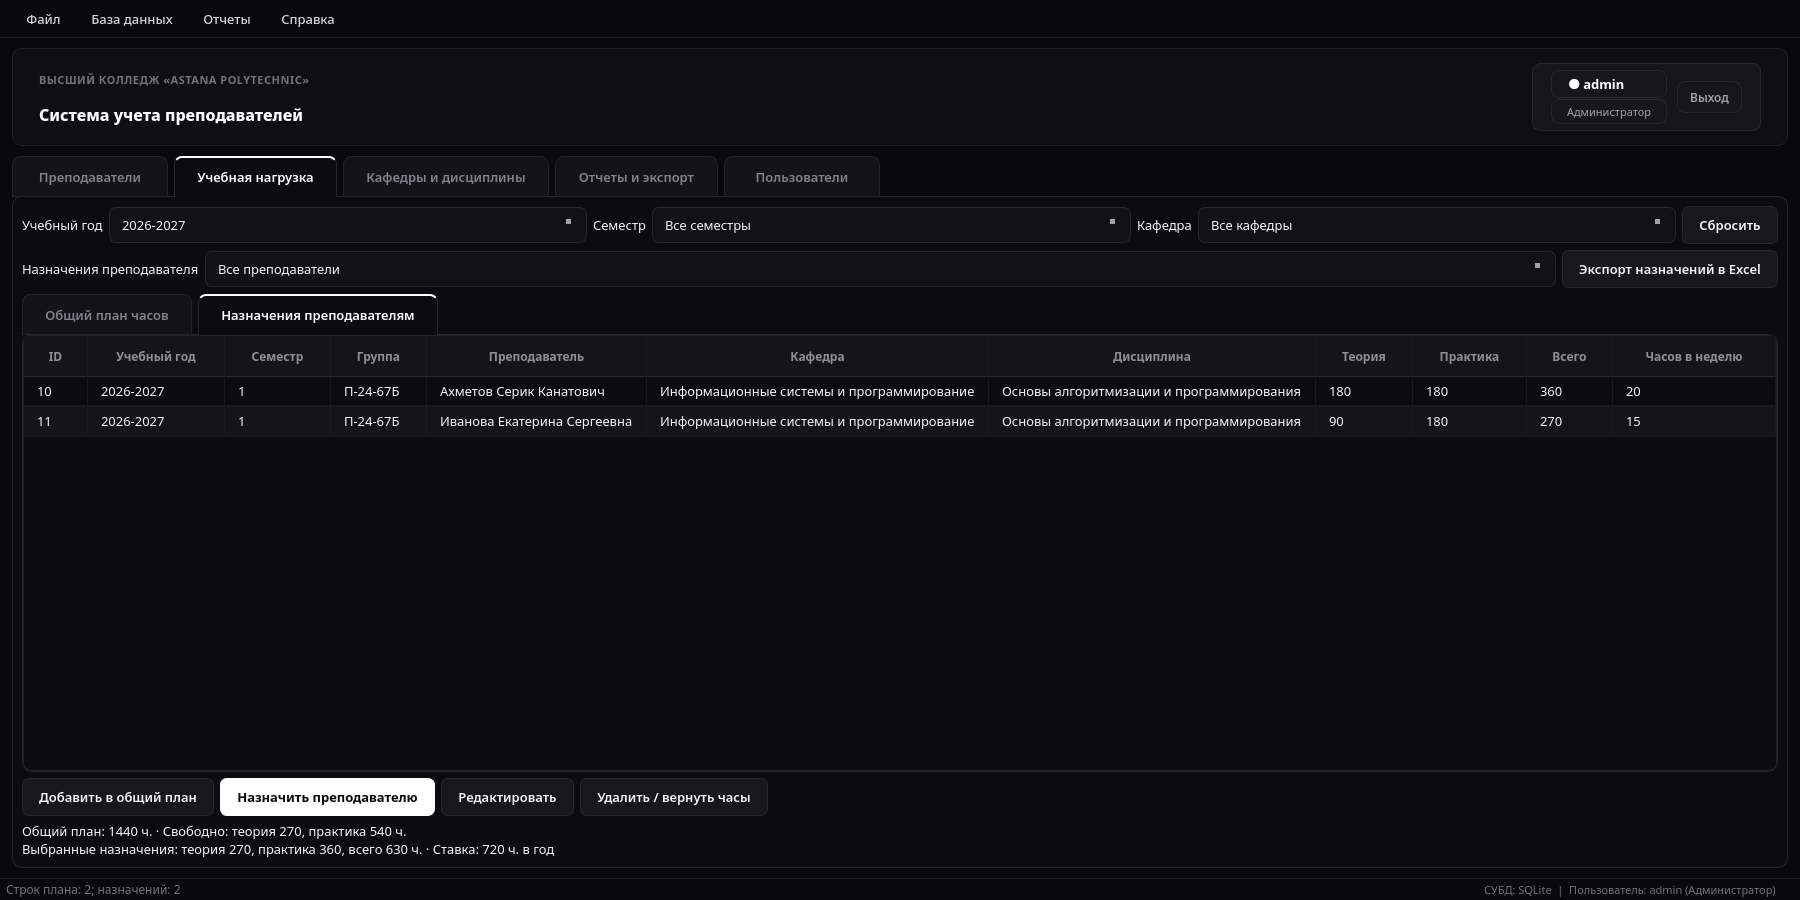 Файл База данных Отчеты Справка
ВЫСШИЙ КОЛЛЕДЖ «ASTANA POLYTECHNIC»
Система учета преподавателей
admin
Администратор
Выход
Преподаватели Учебная нагрузка Кафедры и дисциплины Отчеты и экспорт Пользователи
Учебный год 2026-2027 Семестр Все семестры Кафедра Все кафедры Сбросить
Назначения преподавателя Все преподаватели Экспорт назначений в Excel
Общий план часов Назначения преподавателям
ID Учебный год Семестр Группа Преподаватель Кафедра Дисциплина Теория Практика Всего Часов в неделю
10 2026-2027 1 П-24-67Б Ахметов Серик Канатович Информационные системы и программирование Основы алгоритмизации и программирования 180 180 360 20
11 2026-2027 1 П-24-67Б Иванова Екатерина Сергеевна Информационные системы и программирование Основы алгоритмизации и программирования 90 180 270 15
Добавить в общий план Назначить преподавателю Редактировать Удалить / вернуть часы
Общий план: 1440 ч. · Свободно: теория 270, практика 540 ч.
Выбранные назначения: теория 270, практика 360, всего 630 ч. · Ставка: 720 ч. в год
Строк плана: 2; назначений: 2 СУБД: SQLite | Пользователь: admin (Администратор)